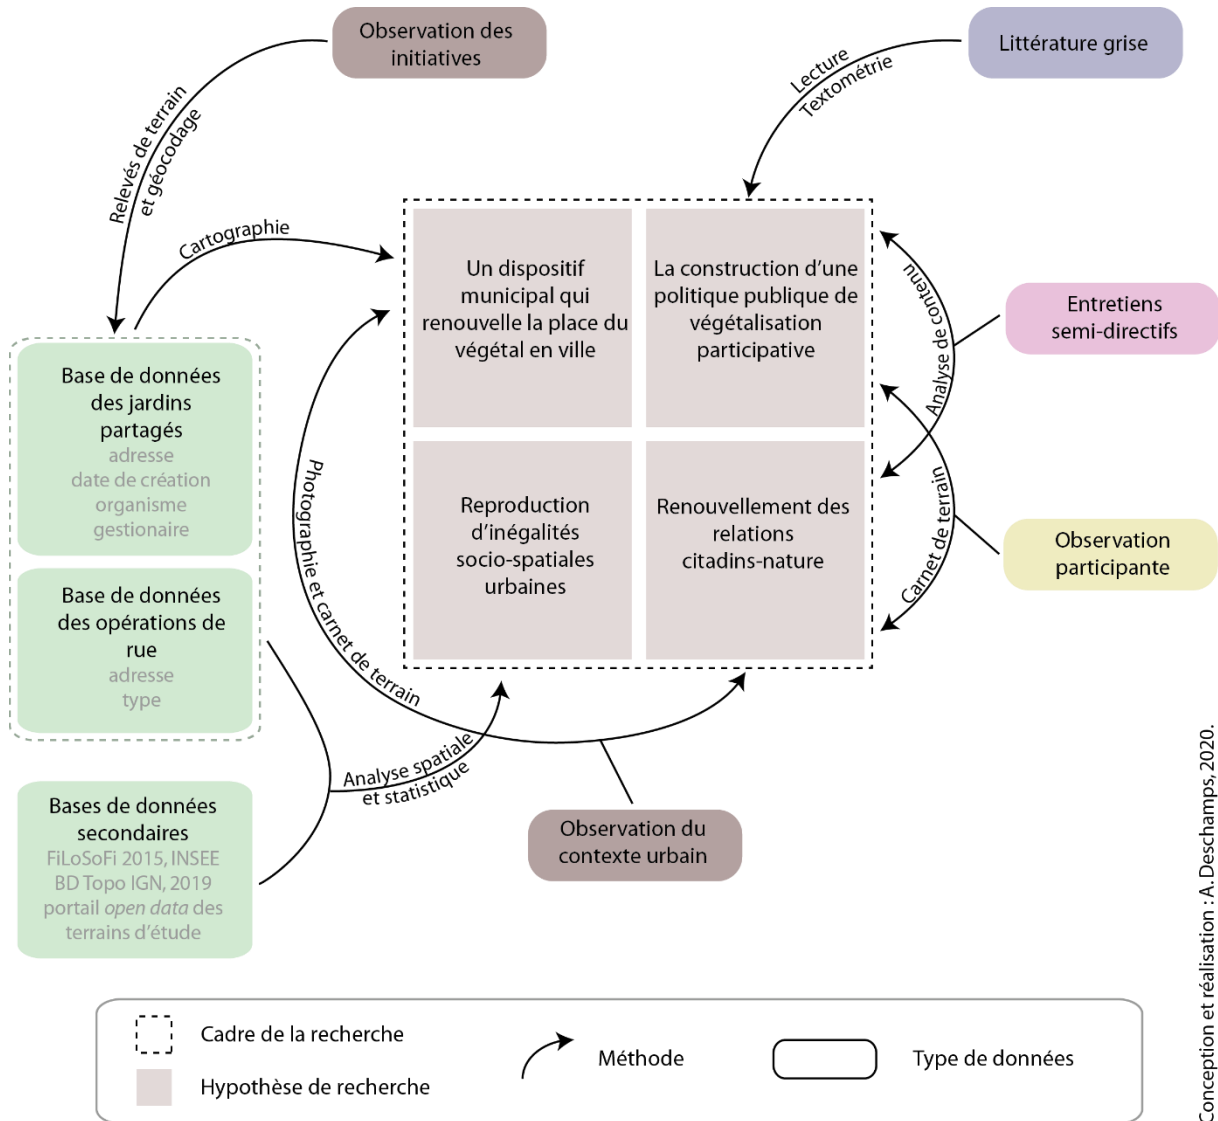 Observation des
initiatives
Littérature grise
Lecture
Textométrie
Relevés de terrain
et géocodage
Cartographie
Un dispositif
municipal qui
renouvelle la place du
végétal en ville
La construction d'une
politique publique de
végétalisation
participative
Analyse de contenu
Entretiens
semi-directifs
Base de données
des jardins
partagés
adresse
date de création
organisme
gestionaire
Photographie et carnet de terrain
Reproduction
d'inégalités
socio-spatiales
urbaines
Renouvellement des
relations
citadins-nature
Carnet de terrain
Observation
participante
Base de données
des opérations de
rue
adresse
type
Analyse spatiale
et statistique
Bases de données
secondaires
FiLoSoFi 2015, INSEE
BD Topo IGN, 2019
portail open data des
terrains d'étude
Observation du
contexte urbain
Conception et réalisation : A. Deschamps, 2020.
Cadre de la recherche
Hypothèse de recherche
Méthode
Type de données